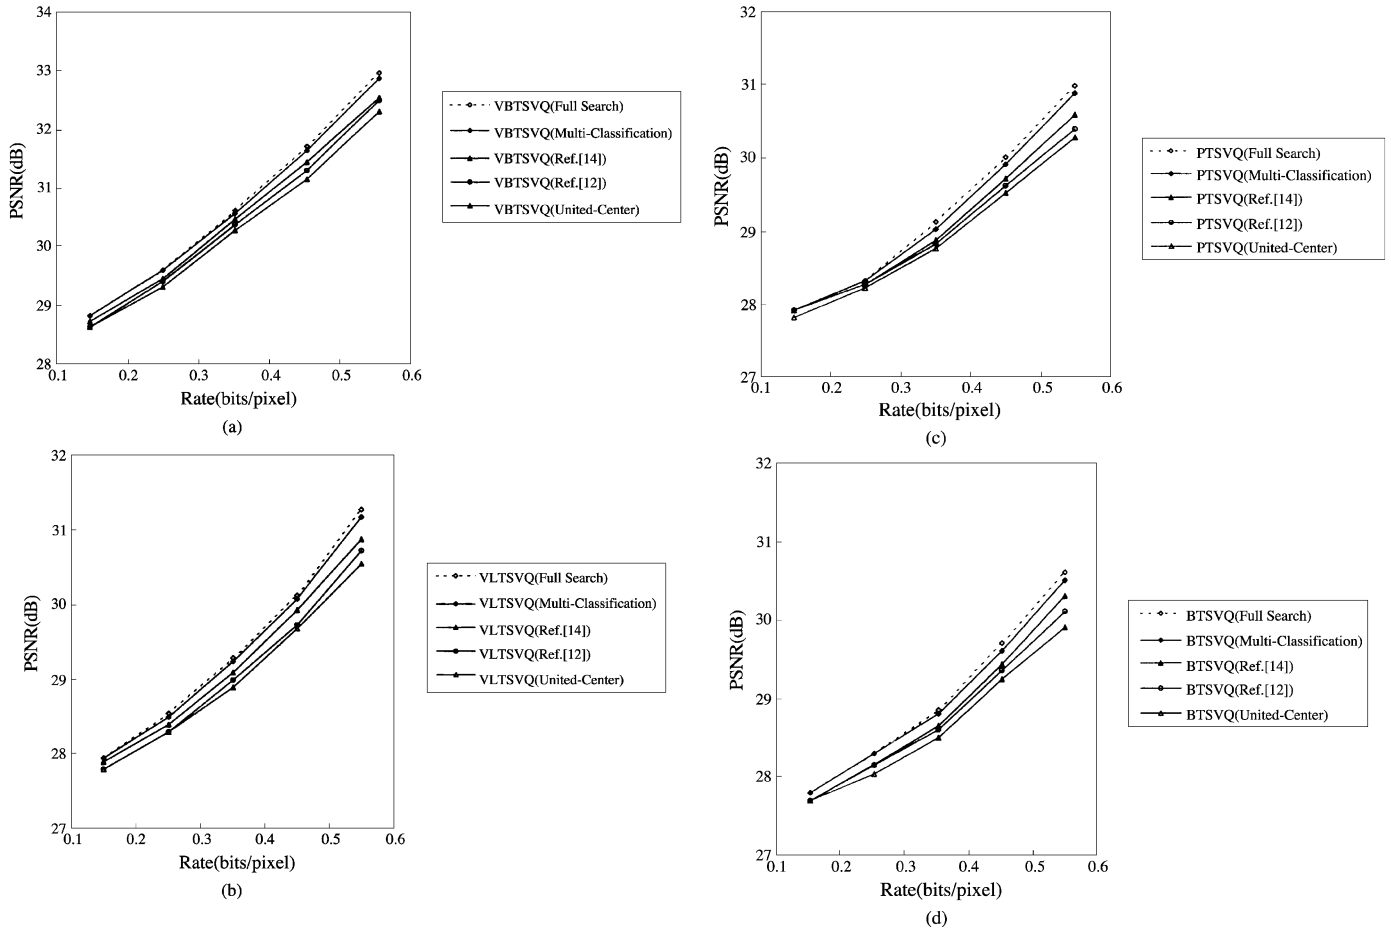 34
33
32
31
30
29
28
0.1
0.2
0.3
0.4
0.5
0.6
PSNR(dB)
Rate(bits/pixel)
(a)
VBTSVQ(Full Search)
VBTSVQ(Multi-Classification)
VBTSVQ(Ref.[14])
VBTSVQ(Ref.[12])
VBTSVQ(United-Center)
32
31
30
29
28
27
0.1
0.2
0.3
0.4
0.5
0.6
PSNR(dB)
Rate(bits/pixel)
(c)
PTSVQ(Full Search)
PTSVQ(Multi-Classification)
PTSVQ(Ref.[14])
PTSVQ(Ref.[12])
PTSVQ(United-Center)
32
31
30
29
28
27
0.1
0.2
0.3
0.4
0.5
0.6
PSNR(dB)
Rate(bits/pixel)
(b)
VLTSVQ(Full Search)
VLTSVQ(Multi-Classification)
VLTSVQ(Ref.[14])
VLTSVQ(Ref.[12])
VLTSVQ(United-Center)
32
31
30
29
28
27
0.1
0.2
0.3
0.4
0.5
0.6
PSNR(dB)
Rate(bits/pixel)
(d)
BTSVQ(Full Search)
BTSVQ(Multi-Classification)
BTSVQ(Ref.[14])
BTSVQ(Ref.[12])
BTSVQ(United-Center)